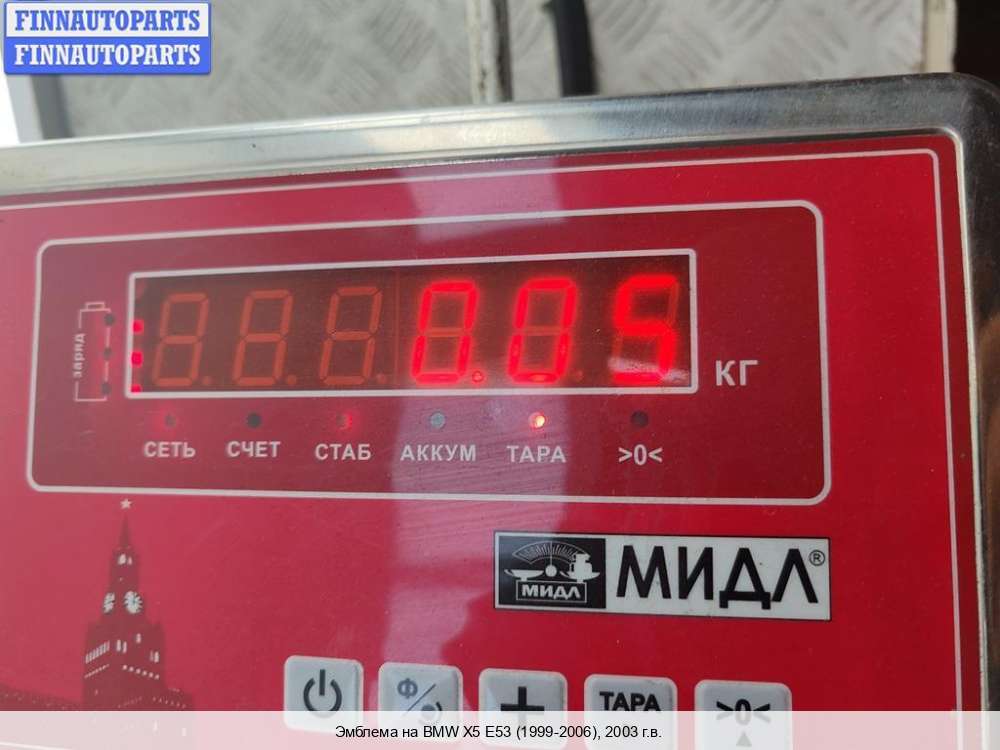 FINNAUTOPARTS
FINNAUTOPARTS
заряд
0.05
КГ
СЕТЬ СЧЕТ СТАБ АККУМ ТАРА >0<
МИДЛ МИДЛ®
Ф
ТАРА >0<
Эмблема на BMW X5 E53 (1999-2006), 2003 г.в.